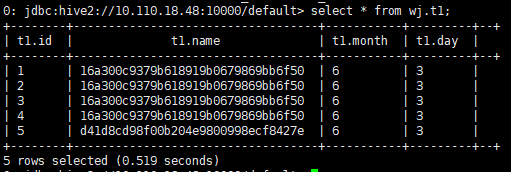 0: jdbc:hive2://10.110.18.48:10000/default> select * from wj.t1;
+--------+-----------------------------------+-----------+---------+--+
| t1.id | t1.name | t1.month | t1.day |
+--------+-----------------------------------+-----------+---------+--+
| 1 | 16a300c9379b618919b0679869bb6f50 | 6 | 3 |
| 2 | 16a300c9379b618919b0679869bb6f50 | 6 | 3 |
| 3 | 16a300c9379b618919b0679869bb6f50 | 6 | 3 |
| 4 | 16a300c9379b618919b0679869bb6f50 | 6 | 3 |
| 5 | d41d8cd98f00b204e9800998ecf8427e | 6 | 3 |
+--------+-----------------------------------+-----------+---------+--+
5 rows selected (0.519 seconds)